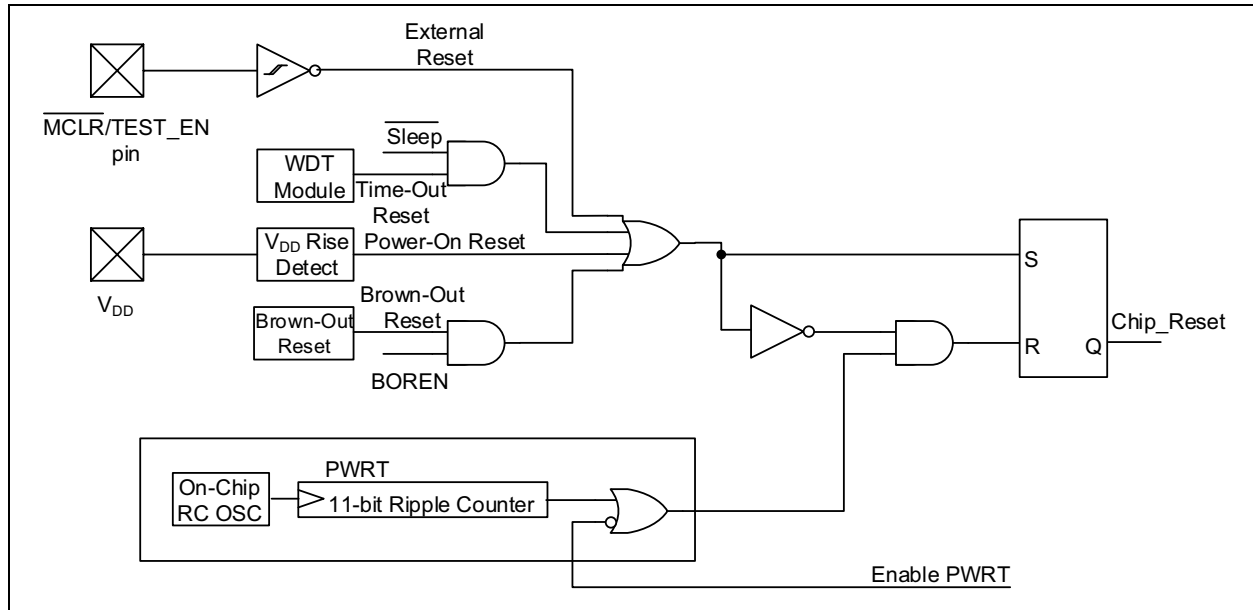 External
Reset
MCLR/TEST_EN
pin
Sleep
WDT
Module
Time-Out
Reset
VDD Rise
Detect
Power-On Reset
VDD
Brown-Out
Reset
Brown-Out
Reset
BOREN
S
R
Q
Chip_Reset
PWRT
On-Chip
RC OSC
11-bit Ripple Counter
Enable PWRT